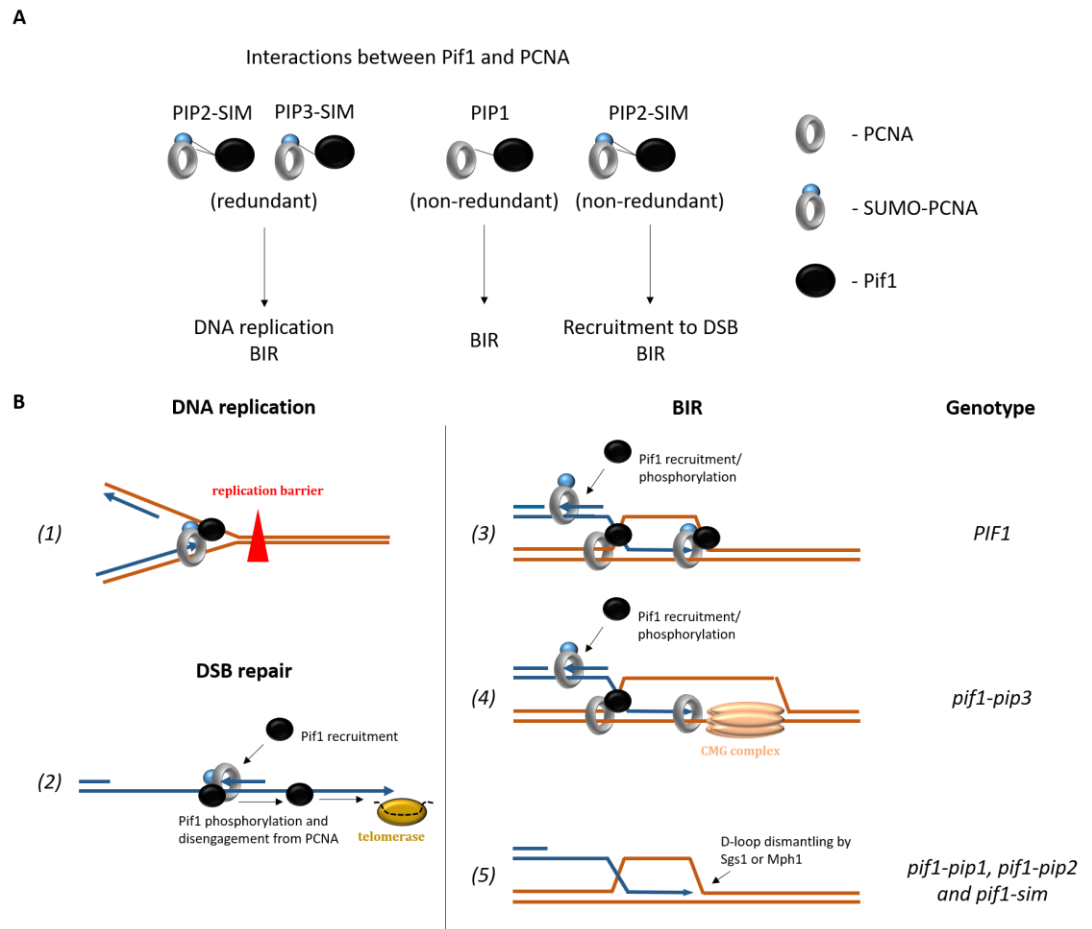 A
Interactions between Pif1 and PCNA
PIP2-SIM
PIP3-SIM
PIP1
PIP2-SIM
(redundant)
(non-redundant)
(non-redundant)
DNA replication
BIR
BIR
Recruitment to DSB
BIR
- PCNA
- SUMO-PCNA
- Pif1
B
DNA replication
replication barrier
(1)
DSB repair
Pif1 recruitment
(2)
Pif1 phosphorylation and
disengagement from PCNA
telomerase
BIR
Genotype
Pif1 recruitment/
phosphorylation
(3)
PIF1
Pif1 recruitment/
phosphorylation
(4)
pif1-pip3
CMG complex
D-loop dismantling by
Sgs1 or Mph1
(5)
pif1-pip1, pif1-pip2
and pif1-sim